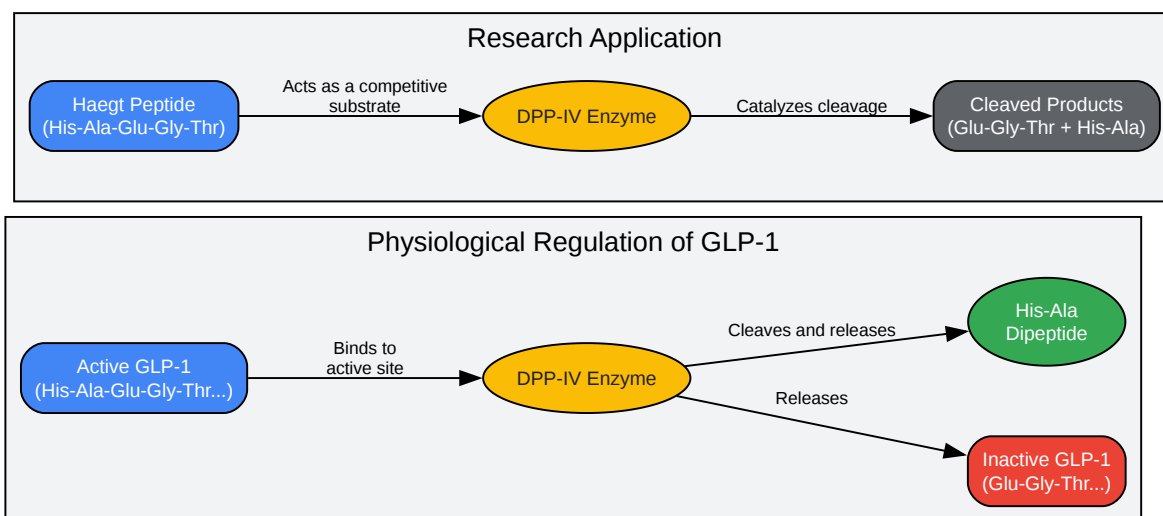 Research Application
Haegt Peptide
(His-Ala-Glu-Gly-Thr)
Acts as a competitive
substrate
DPP-IV Enzyme
Catalyzes cleavage
Cleaved Products
(Glu-Gly-Thr + His-Ala)
Physiological Regulation of GLP-1
Active GLP-1
(His-Ala-Glu-Gly-Thr...)
Binds to
active site
DPP-IV Enzyme
Cleaves and releases
His-Ala
Dipeptide
Releases
Inactive GLP-1
(Glu-Gly-Thr...)